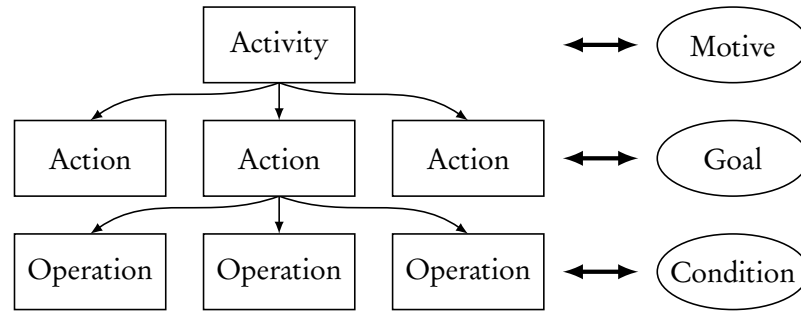 Activity
Motive
Action
Action
Action
Goal
Operation
Operation
Operation
Condition